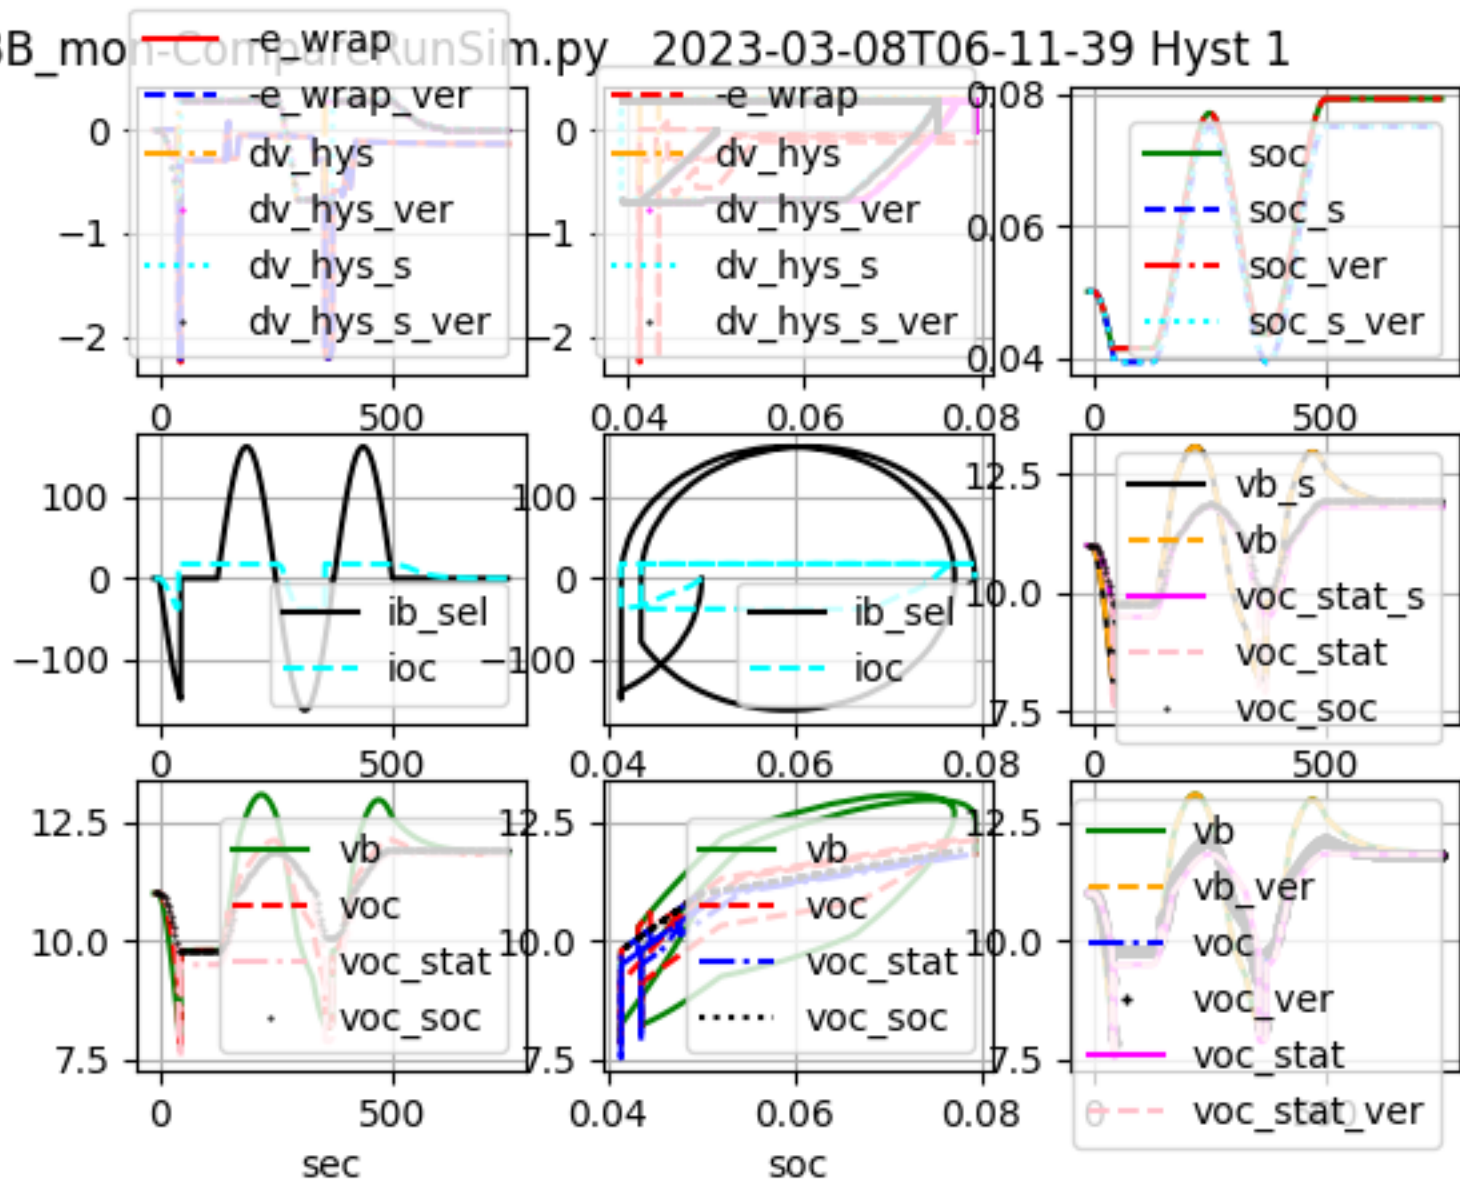 BB_mon-CompareRunSim.py 2023-03-08T06-11-39 Hyst 1
-e_wrap
-e_wrap_ver
dv_hys
dv_hys_ver
dv_hys_s
dv_hys_s_ver
0
−1
−2
0 500
-e_wrap
dv_hys
dv_hys_ver
dv_hys_s
dv_hys_s_ver
0
−1
−2
0.04 0.06 0.08
soc
soc_s
soc_ver
soc_s_ver
0.08
0.06
0.04
0 500
ib_sel
ioc
100
0
−100
0 500
ib_sel
ioc
100
0
−100
0.04 0.06 0.08
vb_s
vb
voc_stat_s
voc_stat
voc_soc
12.5
10.0
7.5
0 500
vb
voc
voc_stat
voc_soc
12.5
10.0
7.5
0 500
sec
vb
voc
voc_stat
voc_soc
12.5
10.0
7.5
0.04 0.06 0.08
soc
vb
vb_ver
voc
voc_ver
voc_stat
voc_stat_ver
12.5
10.0
7.5
0 500